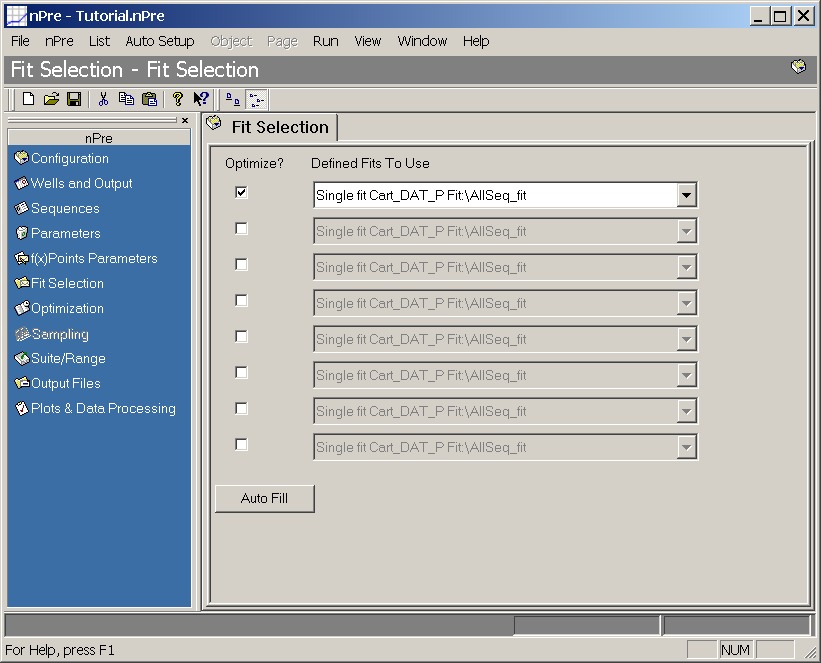 nPre - Tutorial.nPre
File nPre List Auto Setup Object Page Run View Window Help
Fit Selection - Fit Selection
nPre
Configuration
Wells and Output
Sequences
Parameters
f(x)Points Parameters
Fit Selection
Optimization
Sampling
Suite/Range
Output Files
Plots & Data Processing
Fit Selection
Optimize? Defined Fits To Use
Single fit Cart_DAT_P Fit:\AllSeq_fit
Single fit Cart_DAT_P Fit:\AllSeq_fit
Single fit Cart_DAT_P Fit:\AllSeq_fit
Single fit Cart_DAT_P Fit:\AllSeq_fit
Single fit Cart_DAT_P Fit:\AllSeq_fit
Single fit Cart_DAT_P Fit:\AllSeq_fit
Single fit Cart_DAT_P Fit:\AllSeq_fit
Single fit Cart_DAT_P Fit:\AllSeq_fit
Auto Fill
For Help, press F1
NUM